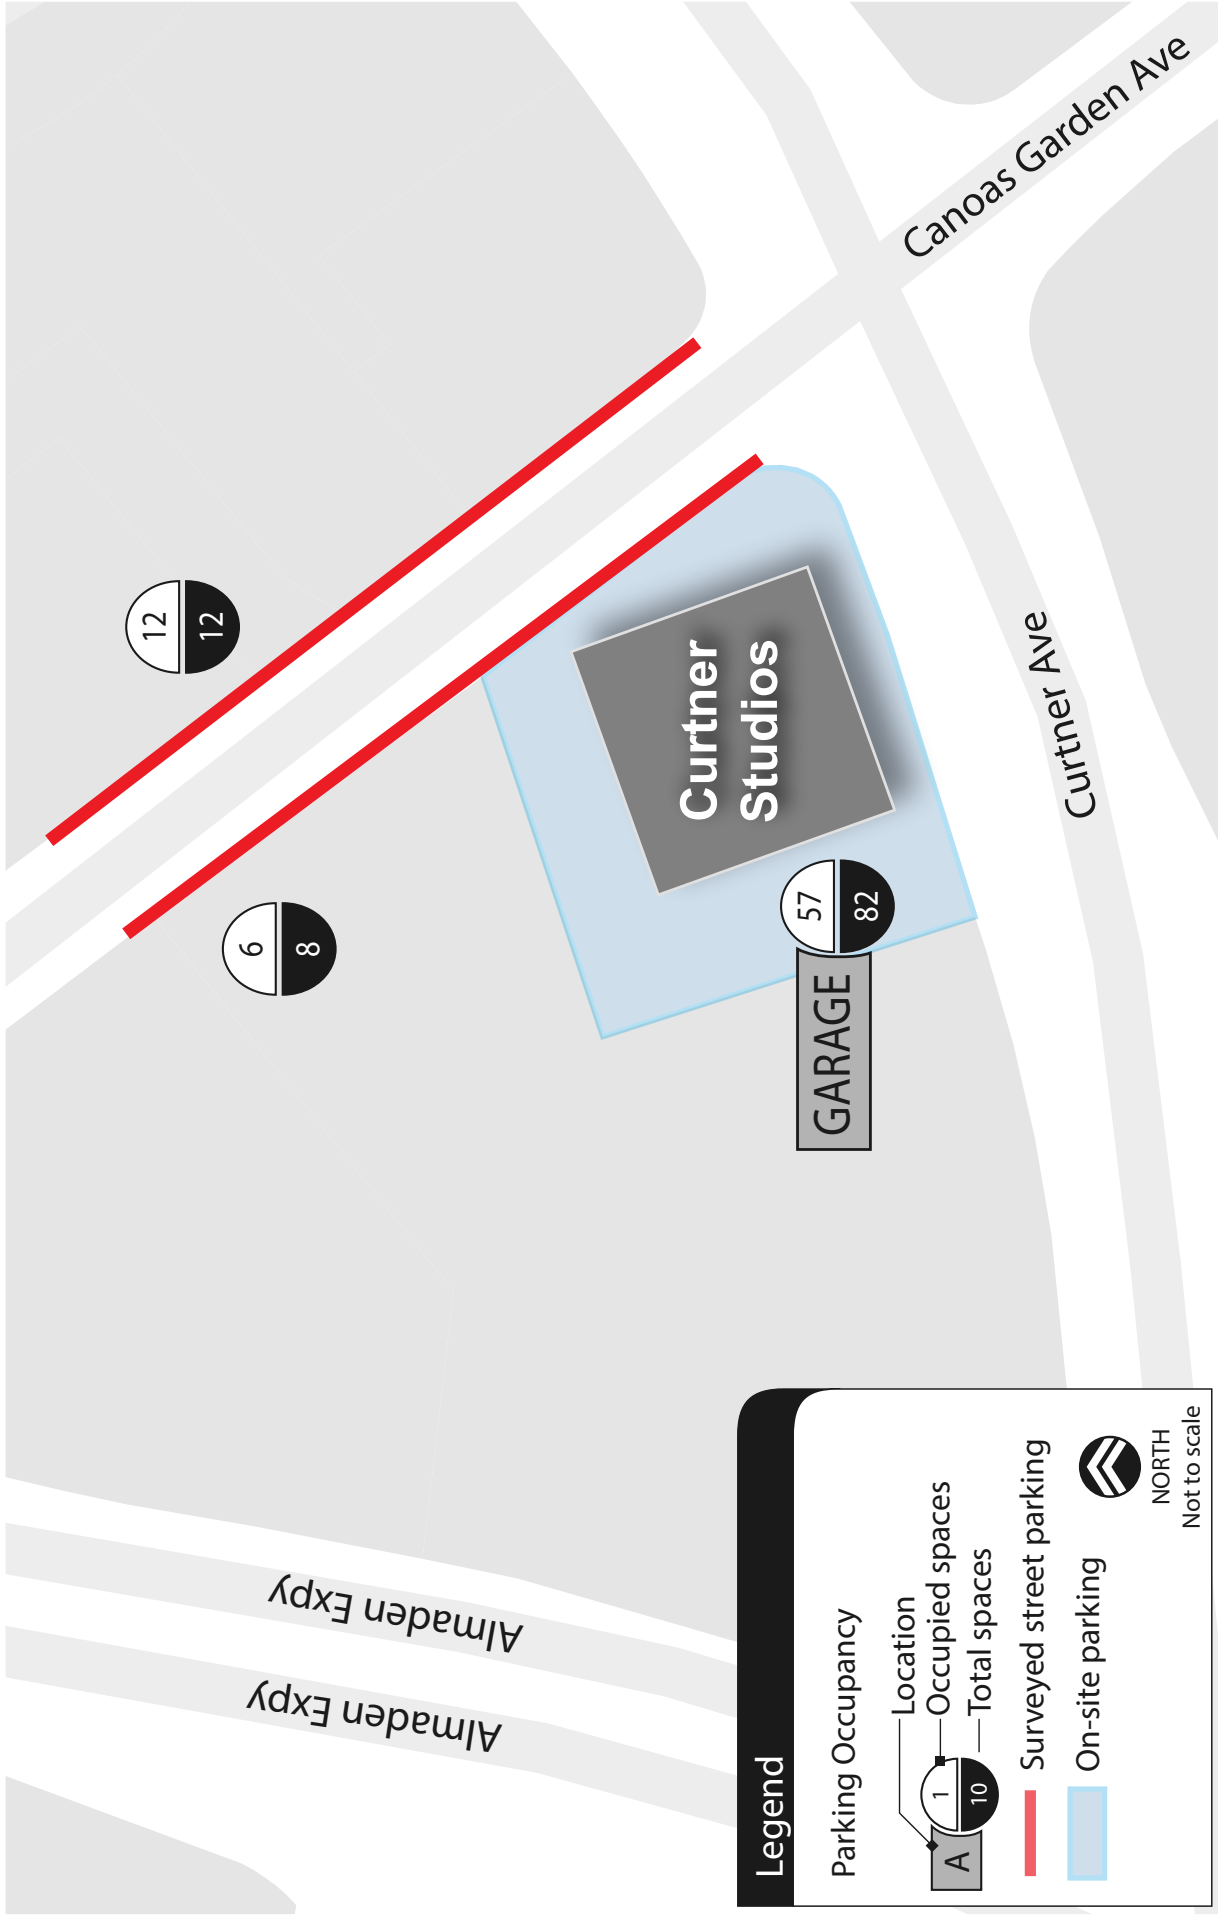 Canoas Garden Ave
12
12
6
8
Curtner
Studios
57
82
GARAGE
Curtner Ave
Almaden Expy
Almaden Expy
Legend
Parking Occupancy
Location
Occupied spaces
Total spaces
A
1
10
Surveyed street parking
On-site parking
NORTH
Not to scale